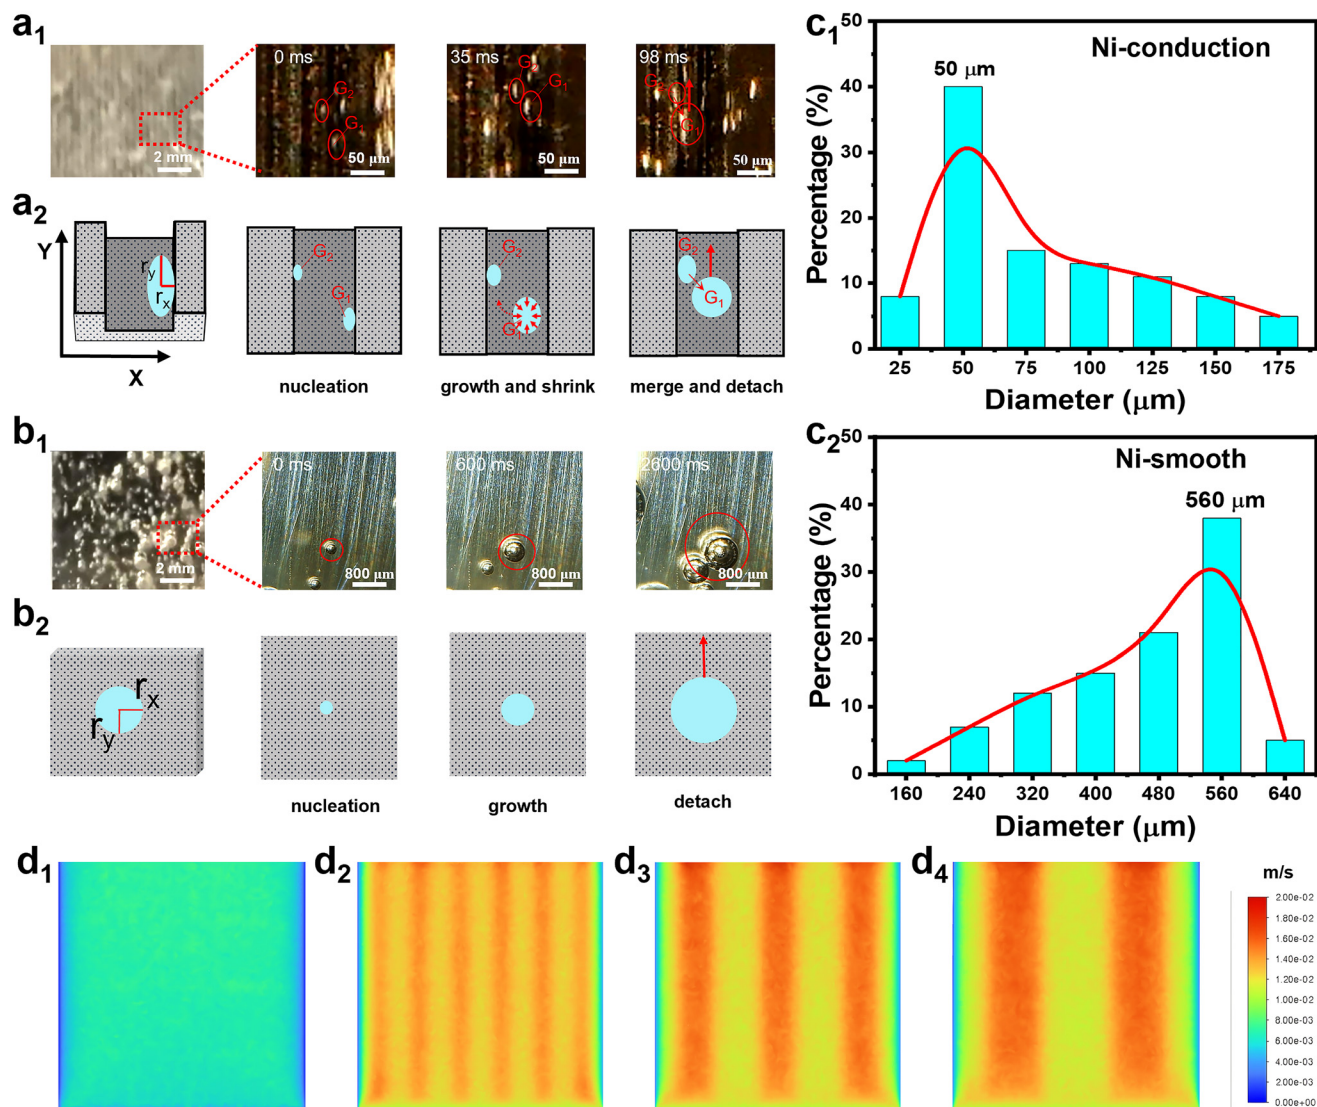 a1
0 ms
G2
G1
2 mm
50 µm
35 ms
G2
G1
50 µm
98 ms
G2
G1
50 µm
a2
Y
ry
rx
X
G2
G1
nucleation
G2
G
growth and shrink
G2
G1
merge and detach
b1
2 mm
0 ms
800 µm
600 ms
800 µm
2600 ms
800 µm
b2
rx
ry
nucleation
growth
detach
c1
Ni-conduction
50 µm
Percentage (%)
50
40
30
20
10
0
25 50 75 100 125 150 175
Diameter (µm)
c2
Ni-smooth
560 µm
Percentage (%)
50
40
30
20
10
0
160 240 320 400 480 560 640
Diameter (µm)
d1
d2
d3
d4
m/s
2.00e-02
1.80e-02
1.60e-02
1.40e-02
1.20e-02
1.00e-02
8.00e-03
6.00e-03
4.00e-03
2.00e-03
0.00e+00